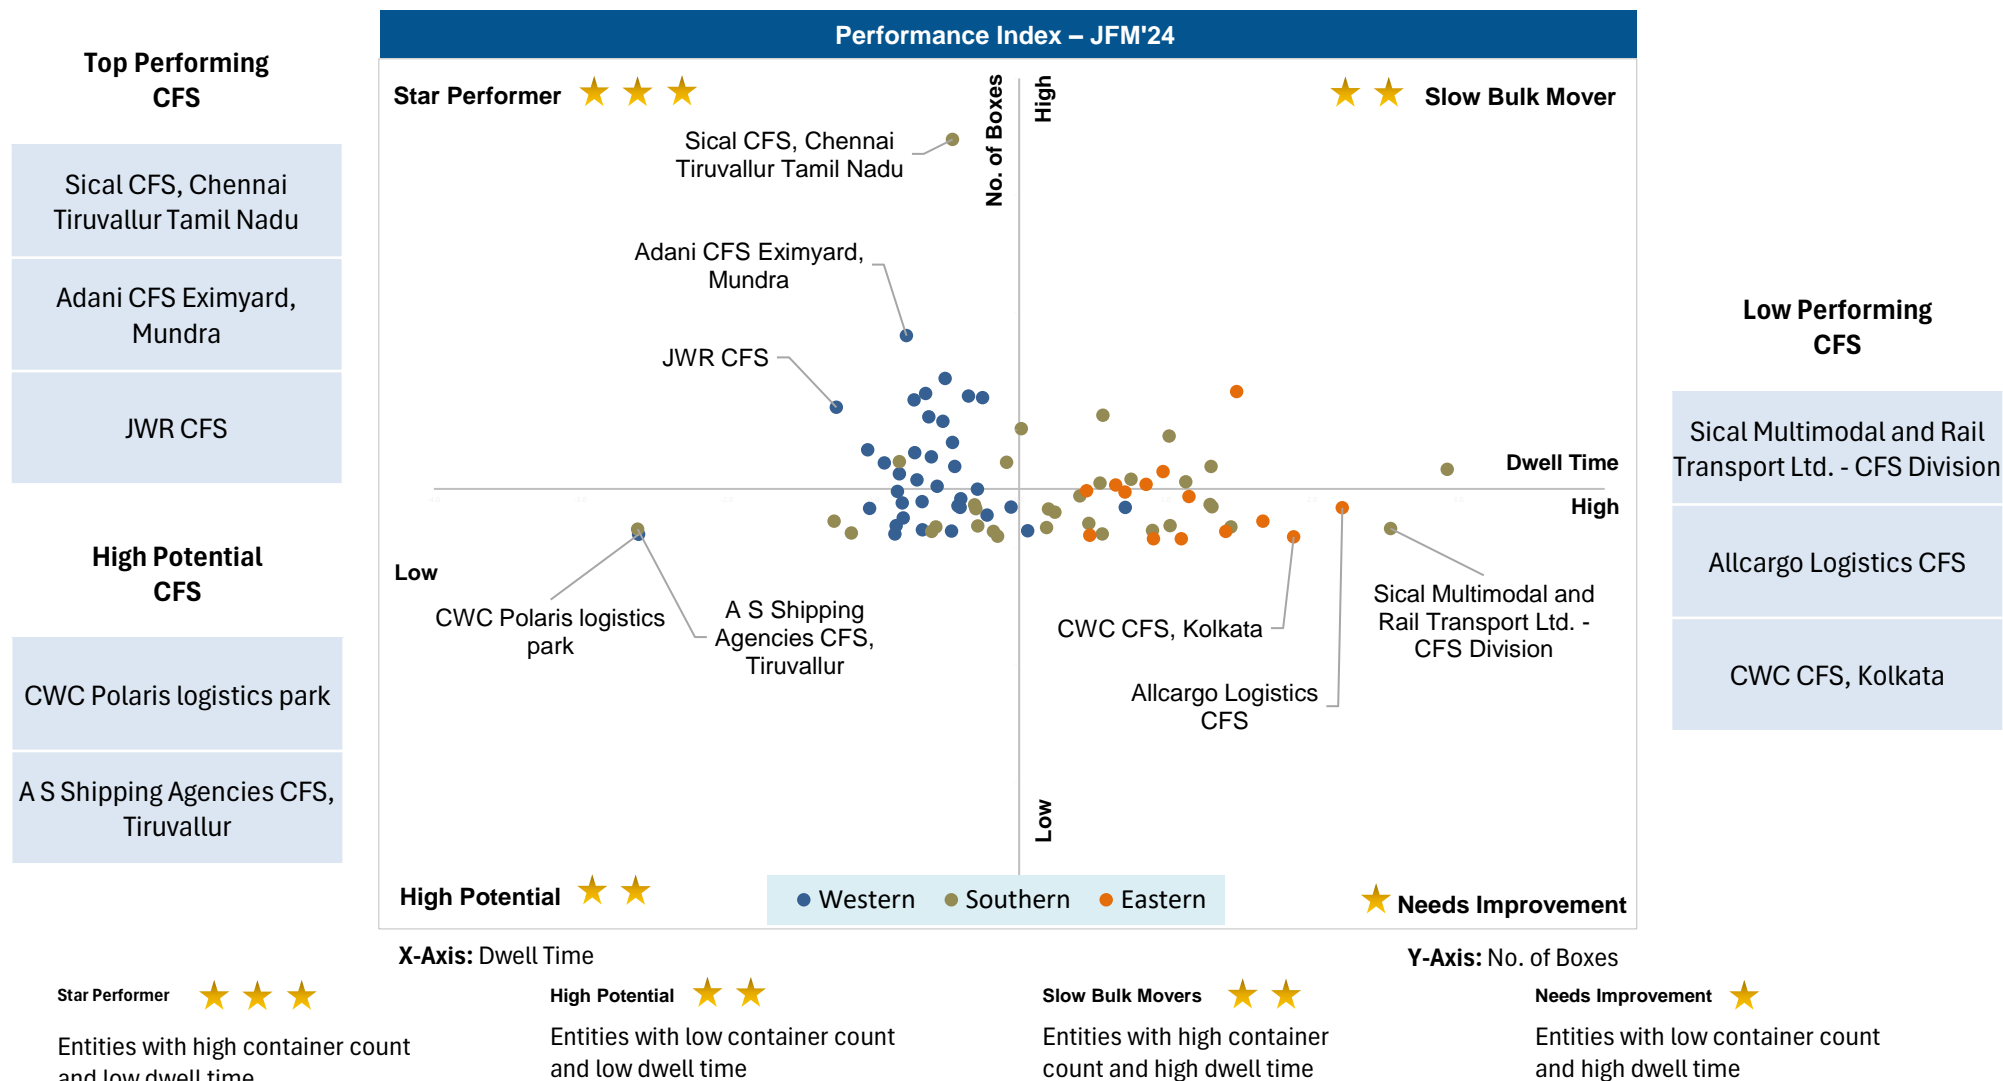 Performance Index – JFM'24
Top Performing
CFS
Sical CFS, Chennai
Tiruvallur Tamil Nadu
Adani CFS Eximyard,
Mundra
JWR CFS
High Potential
CFS
CWC Polaris logistics park
A S Shipping Agencies CFS,
Tiruvallur
Star Performer
Slow Bulk Mover
No. of Boxes
High
Sical CFS, Chennai
Tiruvallur Tamil Nadu
Adani CFS Eximyard,
Mundra
JWR CFS
Dwell Time
High
Low
CWC Polaris logistics
park
A S Shipping
Agencies CFS,
Tiruvallur
CWC CFS, Kolkata
Allcargo Logistics
CFS
Sical Multimodal and
Rail Transport Ltd. -
CFS Division
Low
High Potential
Western
Southern
Eastern
Needs Improvement
Low Performing
CFS
Sical Multimodal and Rail
Transport Ltd. - CFS Division
Allcargo Logistics CFS
CWC CFS, Kolkata
X-Axis: Dwell Time
Y-Axis: No. of Boxes
Star Performer
Entities with high container count
and low dwell time
High Potential
Entities with low container count
and low dwell time
Slow Bulk Movers
Entities with high container
count and high dwell time
Needs Improvement
Entities with low container count
and high dwell time